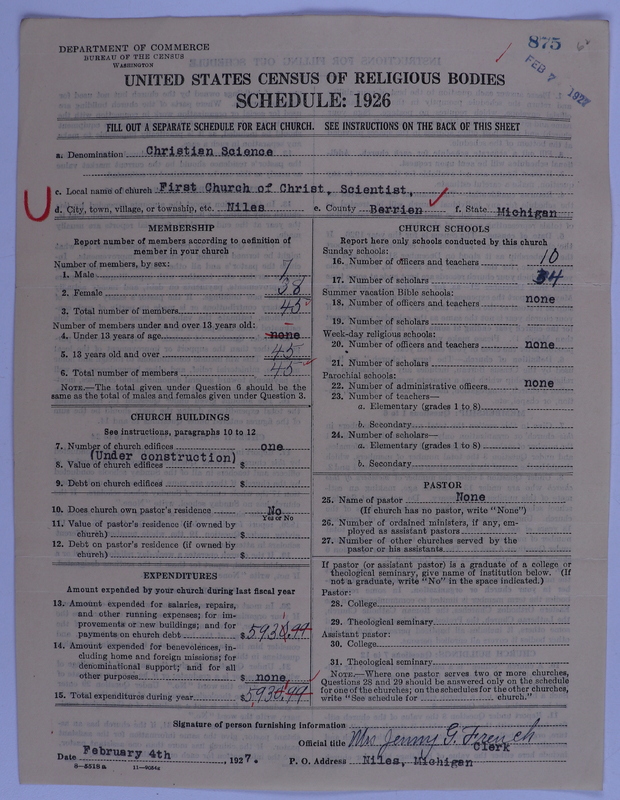 DEPARTMENT OF COMMERCE
BUREAU OF THE CENSUS
WASHINGTON
875
FEB 7 1927
UNITED STATES CENSUS OF RELIGIOUS BODIES
SCHEDULE: 1926
FILL OUT A SEPARATE SCHEDULE FOR EACH CHURCH. SEE INSTRUCTIONS ON THE BACK OF THIS SHEET
a. Denomination Christian Science
c. Local name of church First Church of Christ, Scientist,
d. City, town, village, or township, etc. Niles e. County Berrien f. State Michigan
MEMBERSHIP
Report number of members according to definition of
member in your church
Number of members, by sex:
1. Male 7
2. Female 38
3. Total number of members 45
Number of members under and over 13 years old:
4. Under 13 years of age none
5. 13 years old and over 45
6. Total number of members 45
NOTE.—The total given under Question 6 should be the
same as the total of males and females given under Question 3.
CHURCH BUILDINGS
See instructions, paragraphs 10 to 12
7. Number of church edifices one
(Under construction)
8. Value of church edifices $
9. Debt on church edifices $
10. Does church own pastor's residence No
Yes or No
11. Value of pastor's residence (if owned by
church) $
12. Debt on pastor's residence (if owned by
church) $
EXPENDITURES
Amount expended by your church during last fiscal year
13. Amount expended for salaries, repairs,
and other running expenses; for im-
provements or new buildings; and for
payments on church debt $5930.44
14. Amount expended for benevolences, in-
cluding home and foreign missions; for
denominational support; and for all
other purposes $ none
15. Total expenditures during year $5930.44
CHURCH SCHOOLS
Report here only schools conducted by this church
Sunday schools:
16. Number of officers and teachers 10
17. Number of scholars 34
Summer vacation Bible schools:
18. Number of officers and teachers none
19. Number of scholars
Week-day religious schools:
20. Number of officers and teachers none
21. Number of scholars
Parochial schools:
22. Number of administrative officers none
23. Number of teachers—
a. Elementary (grades 1 to 8)
b. Secondary
24. Number of scholars—
a. Elementary (grades 1 to 8)
b. Secondary
PASTOR
25. Name of pastor None
(If church has no pastor, write "None")
26. Number of ordained ministers, if any, em-
ployed as assistant pastors
27. Number of other churches served by the
pastor or his assistants
If pastor (or assistant pastor) is a graduate of a college or
theological seminary, give name of institution below. (If
not a graduate, write "No" in the space indicated.)
Pastor:
28. College
29. Theological seminary
Assistant pastor:
30. College
31. Theological seminary
NOTE.—Where one pastor serves two or more churches,
Questions 28 and 29 should be answered only on the schedule
for one of the churches; on the schedules for the other churches,
write "See schedule for church."
Signature of person furnishing information Mrs Jenny G. French
Official title Clerk
Date February 4th, 1927. P. O. Address Niles, Michigan
8—5518a